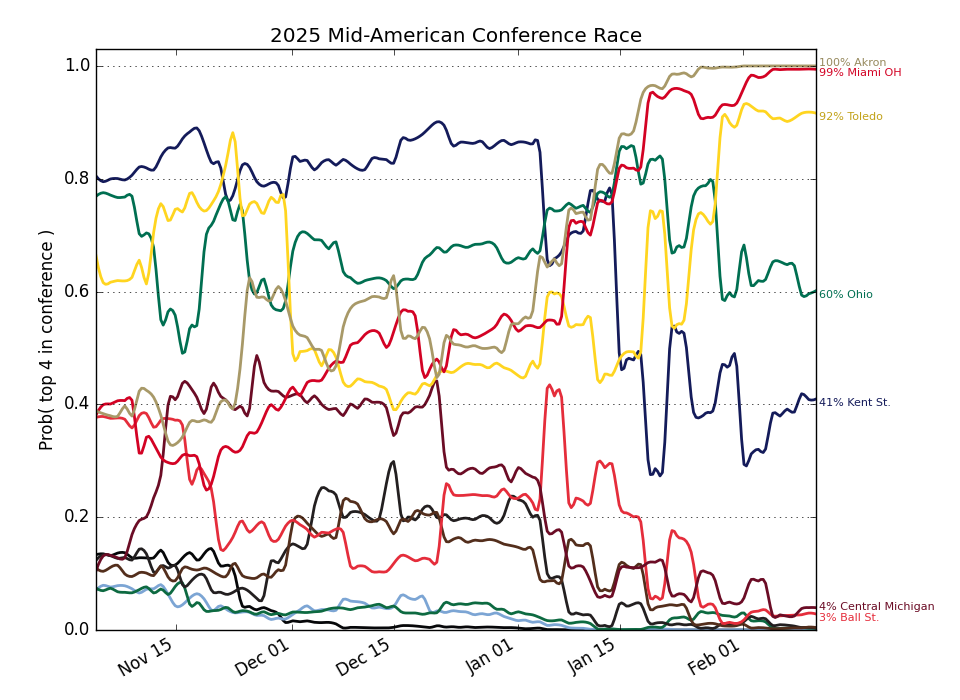 2025 Mid-American Conference Race
Prob( top 4 in conference )
1.0
0.8
0.6
0.4
0.2
0.0
100% Akron
99% Miami OH
92% Toledo
60% Ohio
41% Kent St.
4% Central Michigan
3% Ball St.
Nov 15
Dec 01
Dec 15
Jan 01
Jan 15
Feb 01